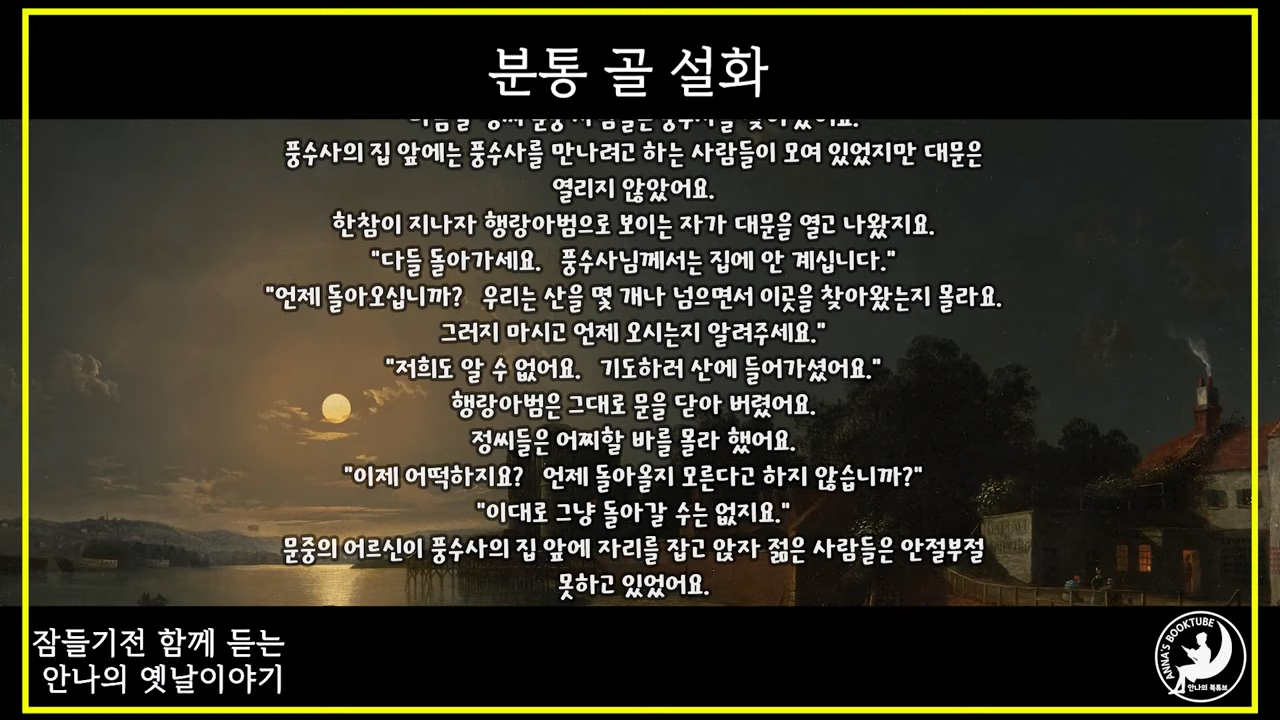 분통 골 설화
풍수사의 집 앞에는 풍수사를 만나려고 하는 사람들이 모여 있었지만 대문은
열리지 않았어요.
한참이 지나자 행랑아범으로 보이는 자가 대문을 열고 나왔지요.
"다들 돌아가세요. 풍수사님께서는 집에 안 계십니다."
"언제 돌아오십니까? 우리는 산을 몇 개나 넘으면서 이곳을 찾아왔는지 몰라요.
그러지 마시고 언제 오시는지 알려주세요."
"저희도 알 수 없어요. 기도하러 산에 들어가셨어요."
행랑아범은 그대로 문을 닫아 버렸어요.
정씨들은 어찌할 바를 몰라 했어요.
"이제 어떡하지요? 언제 돌아올지 모른다고 하지 않습니까?"
"이대로 그냥 돌아갈 수는 없지요."
문중의 어르신이 풍수사의 집 앞에 자리를 잡고 앉자 젊은 사람들은 안절부절
못하고 있었어요.
잠들기전 함께 듣는
안나의 옛날이야기
ANNA'S BOOKTUBE
안나의 북튜브